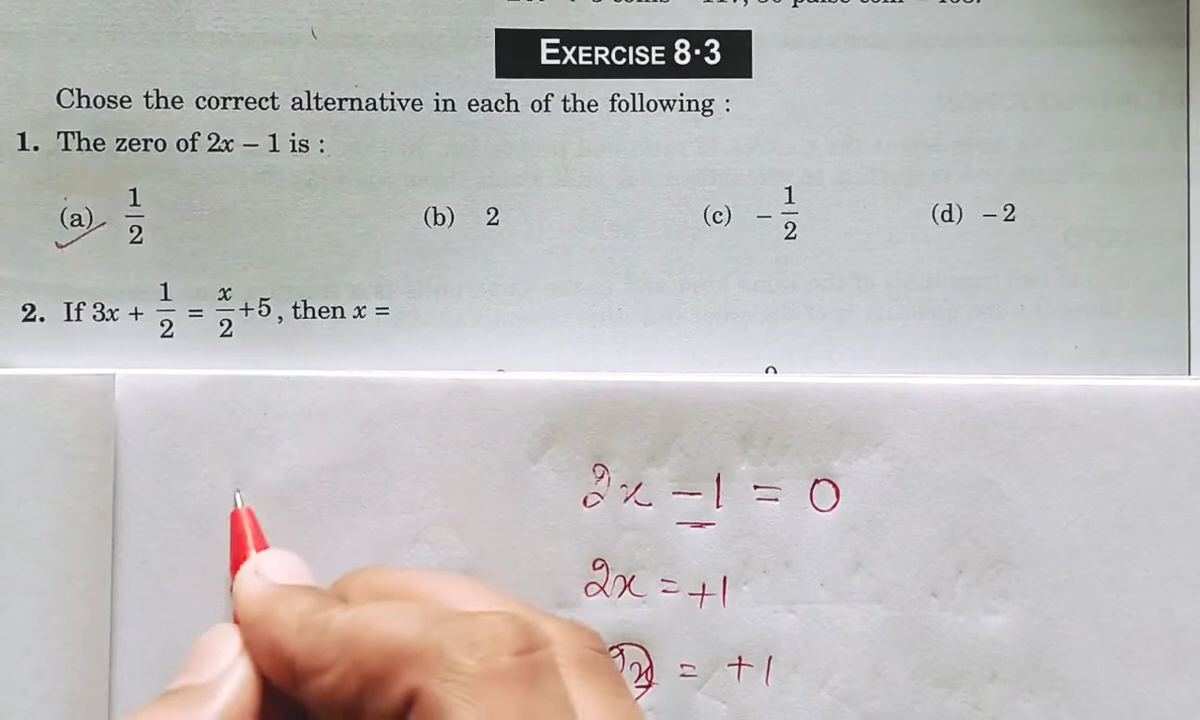 EXERCISE 8·3
Chose the correct alternative in each of the following :
1. The zero of 2x – 1 is :
(a) 1/2 (b) 2 (c) – 1/2 (d) – 2
2. If 3x + 1/2 = x/2 +5, then x =
2x – 1 = 0
2x = +1
= +1